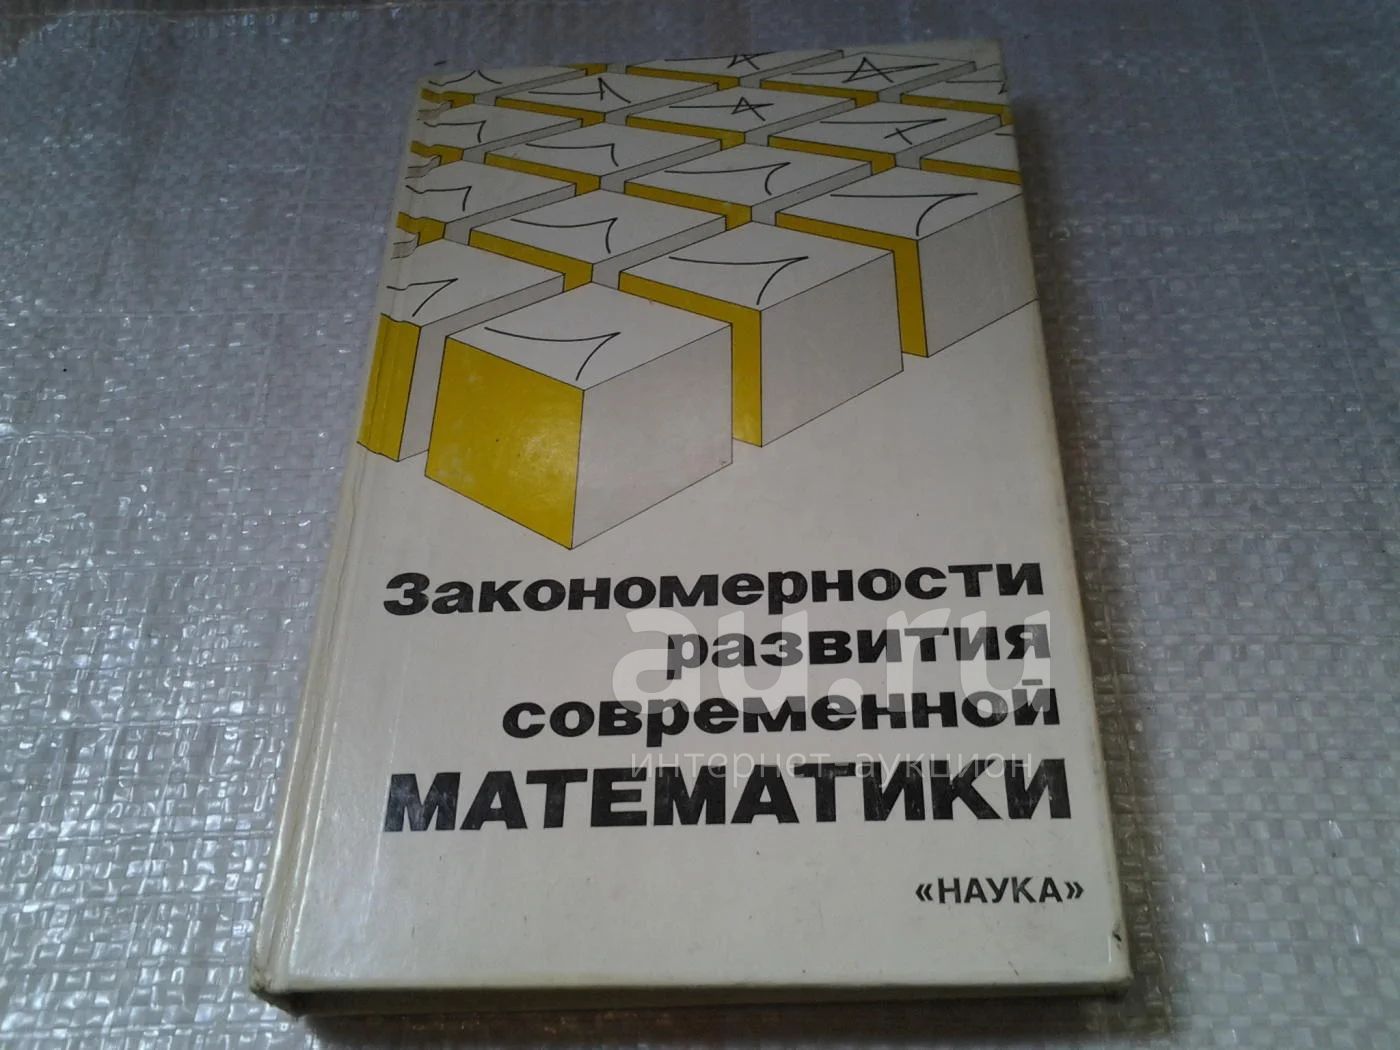 Закономерности
развития
современной
МАТЕМАТИКИ
«НАУКА»
au.ru
интернет-аукцион